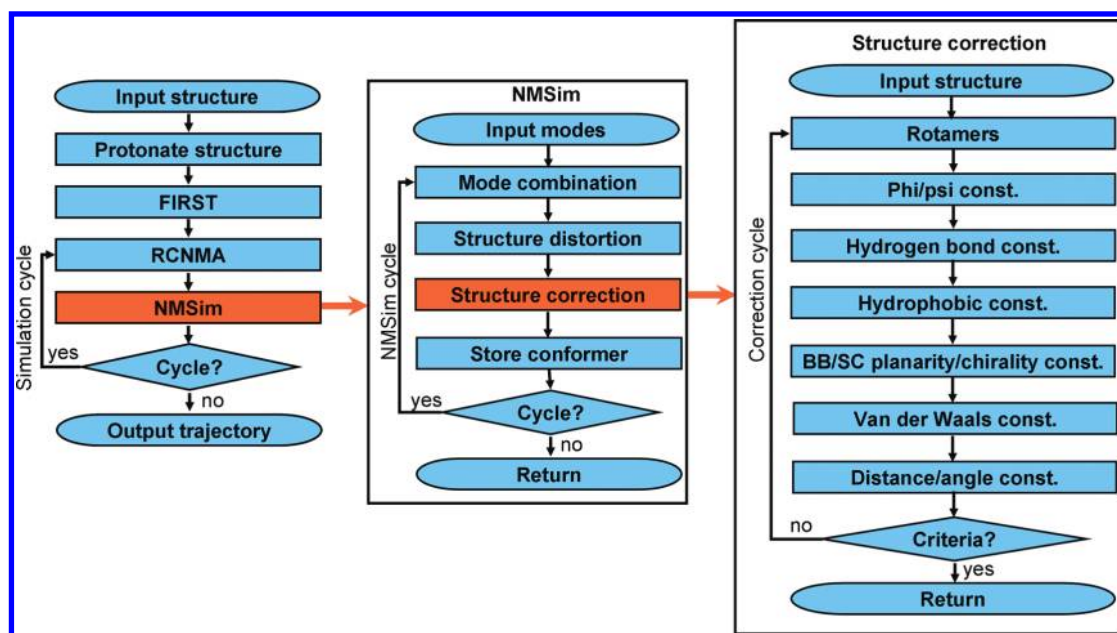 Input structure
Protonate structure
FIRST
RCNMA
NMSim
Cycle?
yes
no
Output trajectory
Simulation cycle
NMSim
Input modes
Mode combination
Structure distortion
Structure correction
Store conformer
Cycle?
yes
no
Return
NMSim cycle
Structure correction
Input structure
Rotamers
Phi/psi const.
Hydrogen bond const.
Hydrophobic const.
BB/SC planarity/chirality const.
Van der Waals const.
Distance/angle const.
Criteria?
no
yes
Return
Correction cycle